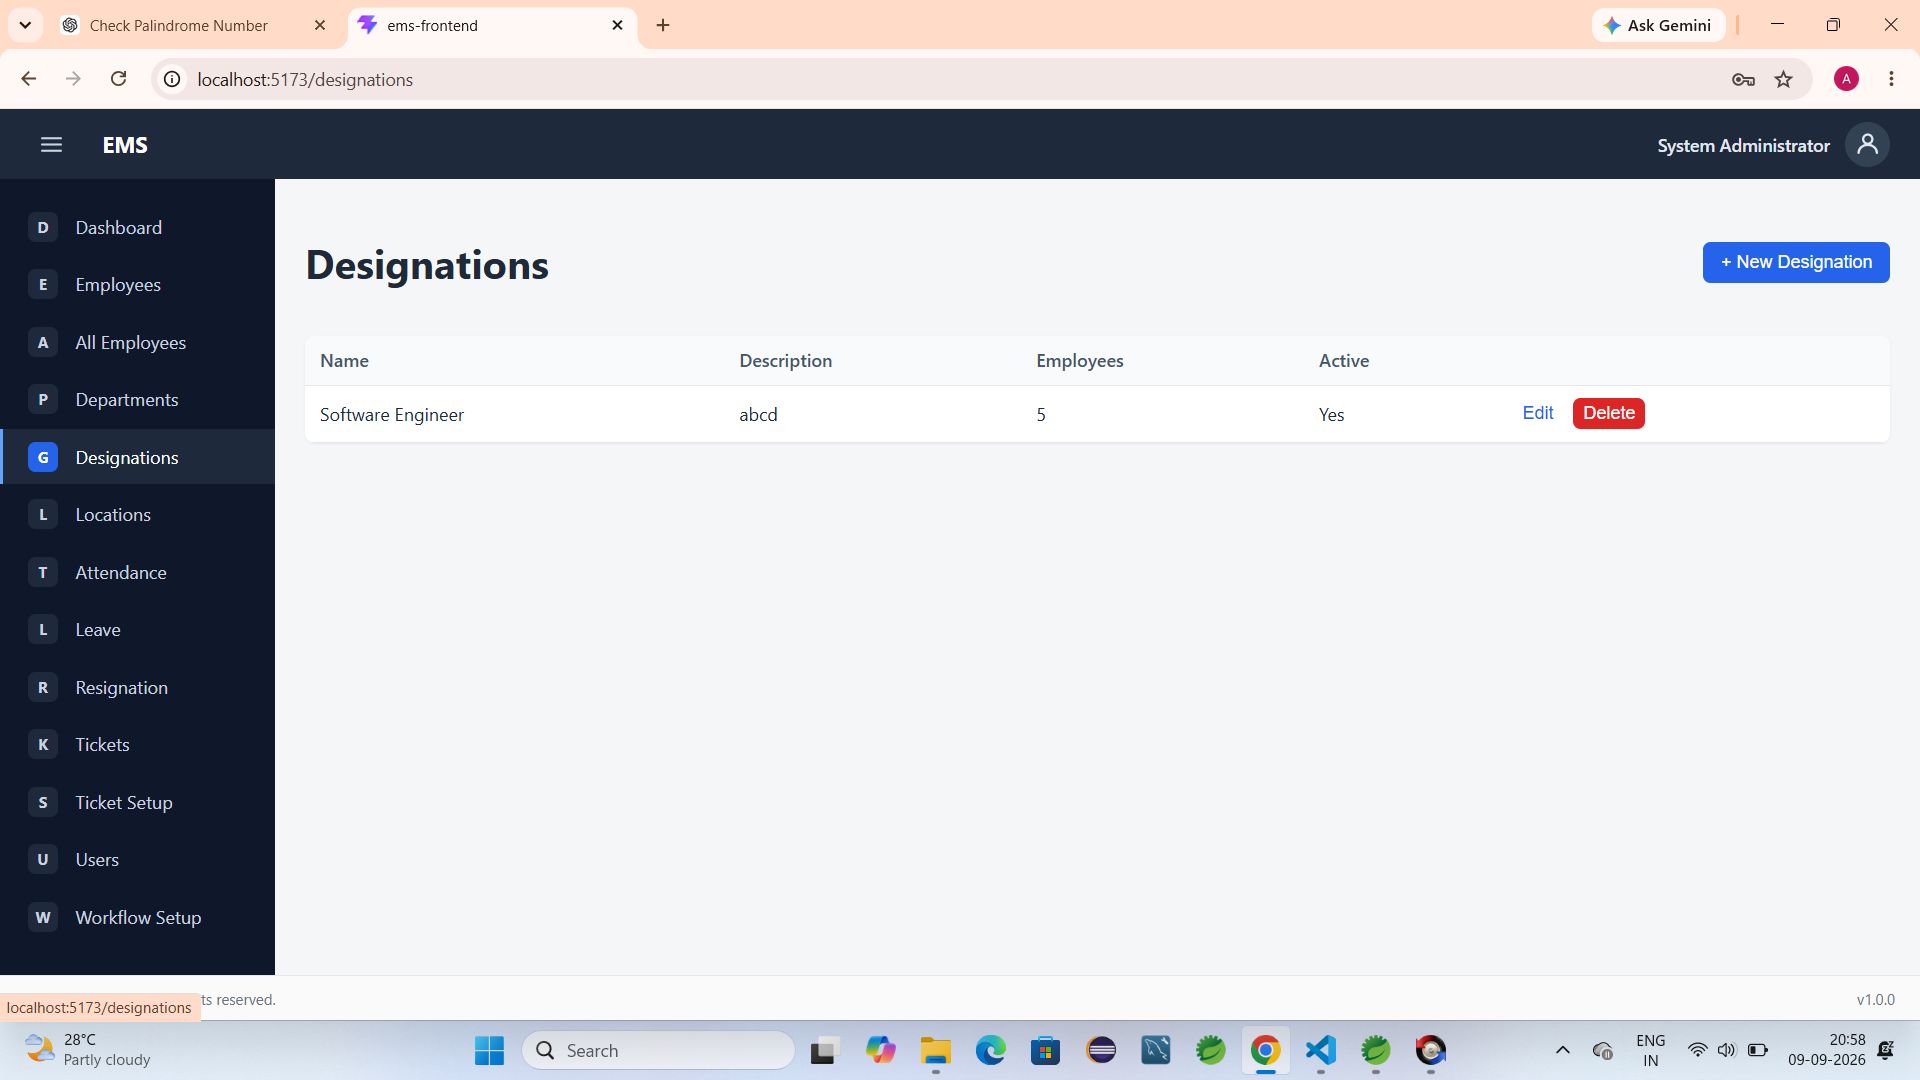 Check Palindrome Number
ems-frontend
Ask Gemini
localhost:5173/designations
A
EMS
System Administrator
D Dashboard
E Employees
A All Employees
P Departments
G Designations
L Locations
T Attendance
L Leave
R Resignation
K Tickets
S Ticket Setup
U Users
W Workflow Setup
Designations
+ New Designation
Name Description Employees Active
Software Engineer abcd 5 Yes Edit Delete
ts reserved.
v1.0.0
localhost:5173/designations
28°C
Partly cloudy
Search
ENG
IN
20:58
09-09-2026